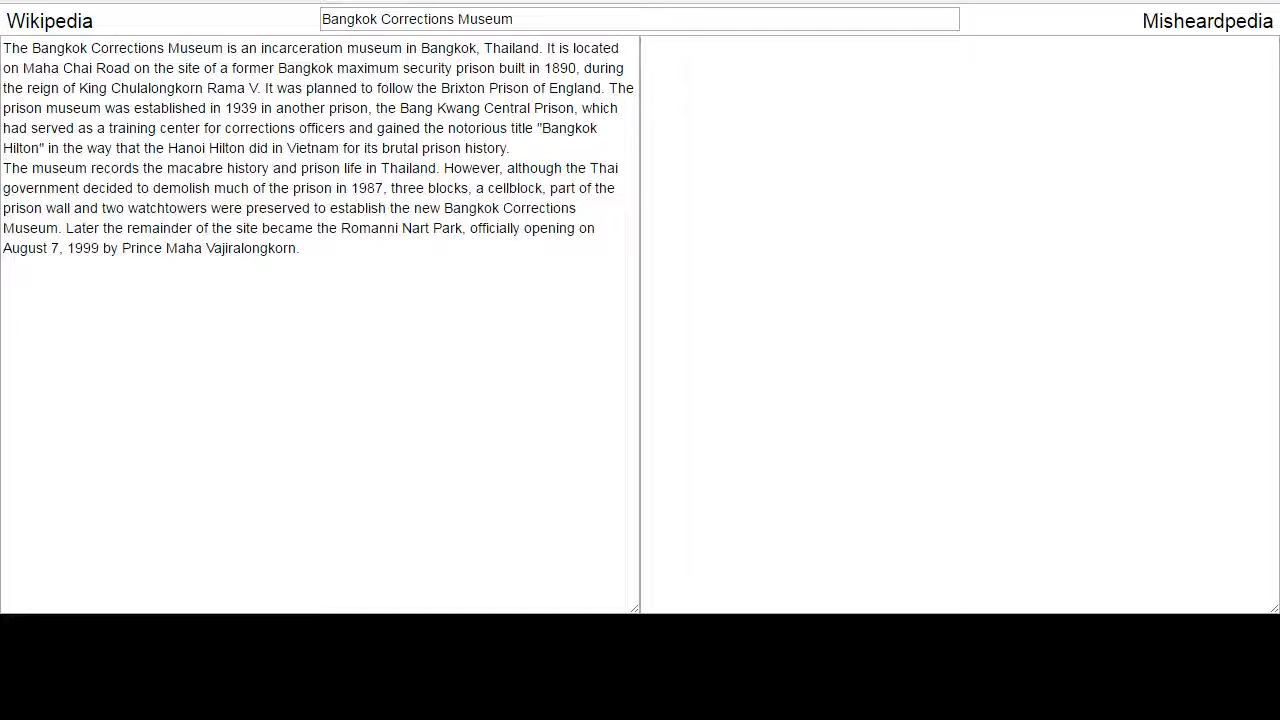 Wikipedia
Bangkok Corrections Museum
Misheardpedia
The Bangkok Corrections Museum is an incarceration museum in Bangkok, Thailand. It is located
on Maha Chai Road on the site of a former Bangkok maximum security prison built in 1890, during
the reign of King Chulalongkorn Rama V. It was planned to follow the Brixton Prison of England. The
prison museum was established in 1939 in another prison, the Bang Kwang Central Prison, which
had served as a training center for corrections officers and gained the notorious title "Bangkok
Hilton" in the way that the Hanoi Hilton did in Vietnam for its brutal prison history.
The museum records the macabre history and prison life in Thailand. However, although the Thai
government decided to demolish much of the prison in 1987, three blocks, a cellblock, part of the
prison wall and two watchtowers were preserved to establish the new Bangkok Corrections
Museum. Later the remainder of the site became the Romanni Nart Park, officially opening on
August 7, 1999 by Prince Maha Vajiralongkorn.